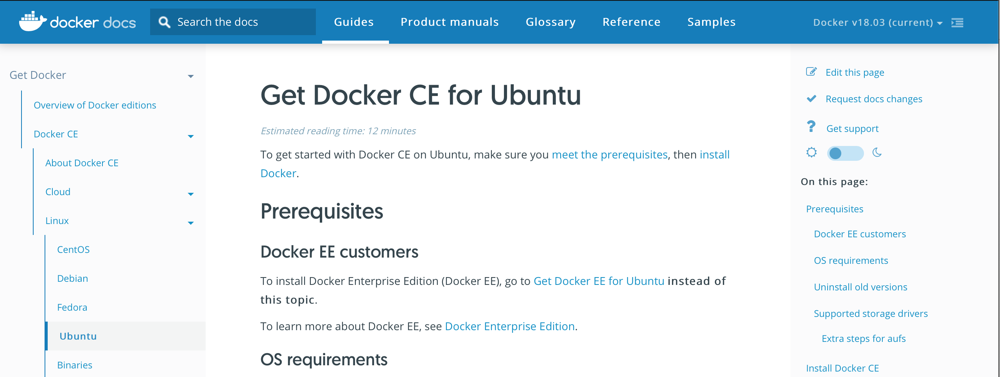 docker docs
Search the docs
Guides
Product manuals
Glossary
Reference
Samples
Docker v18.03 (current)
Get Docker
Overview of Docker editions
Docker CE
About Docker CE
Cloud
Linux
CentOS
Debian
Fedora
Ubuntu
Binaries
Get Docker CE for Ubuntu
Estimated reading time: 12 minutes
To get started with Docker CE on Ubuntu, make sure you meet the prerequisites, then install
Docker.
Prerequisites
Docker EE customers
To install Docker Enterprise Edition (Docker EE), go to Get Docker EE for Ubuntu instead of
this topic.
To learn more about Docker EE, see Docker Enterprise Edition.
OS requirements
Edit this page
Request docs changes
Get support
On this page:
Prerequisites
Docker EE customers
OS requirements
Uninstall old versions
Supported storage drivers
Extra steps for aufs
Install Docker CE